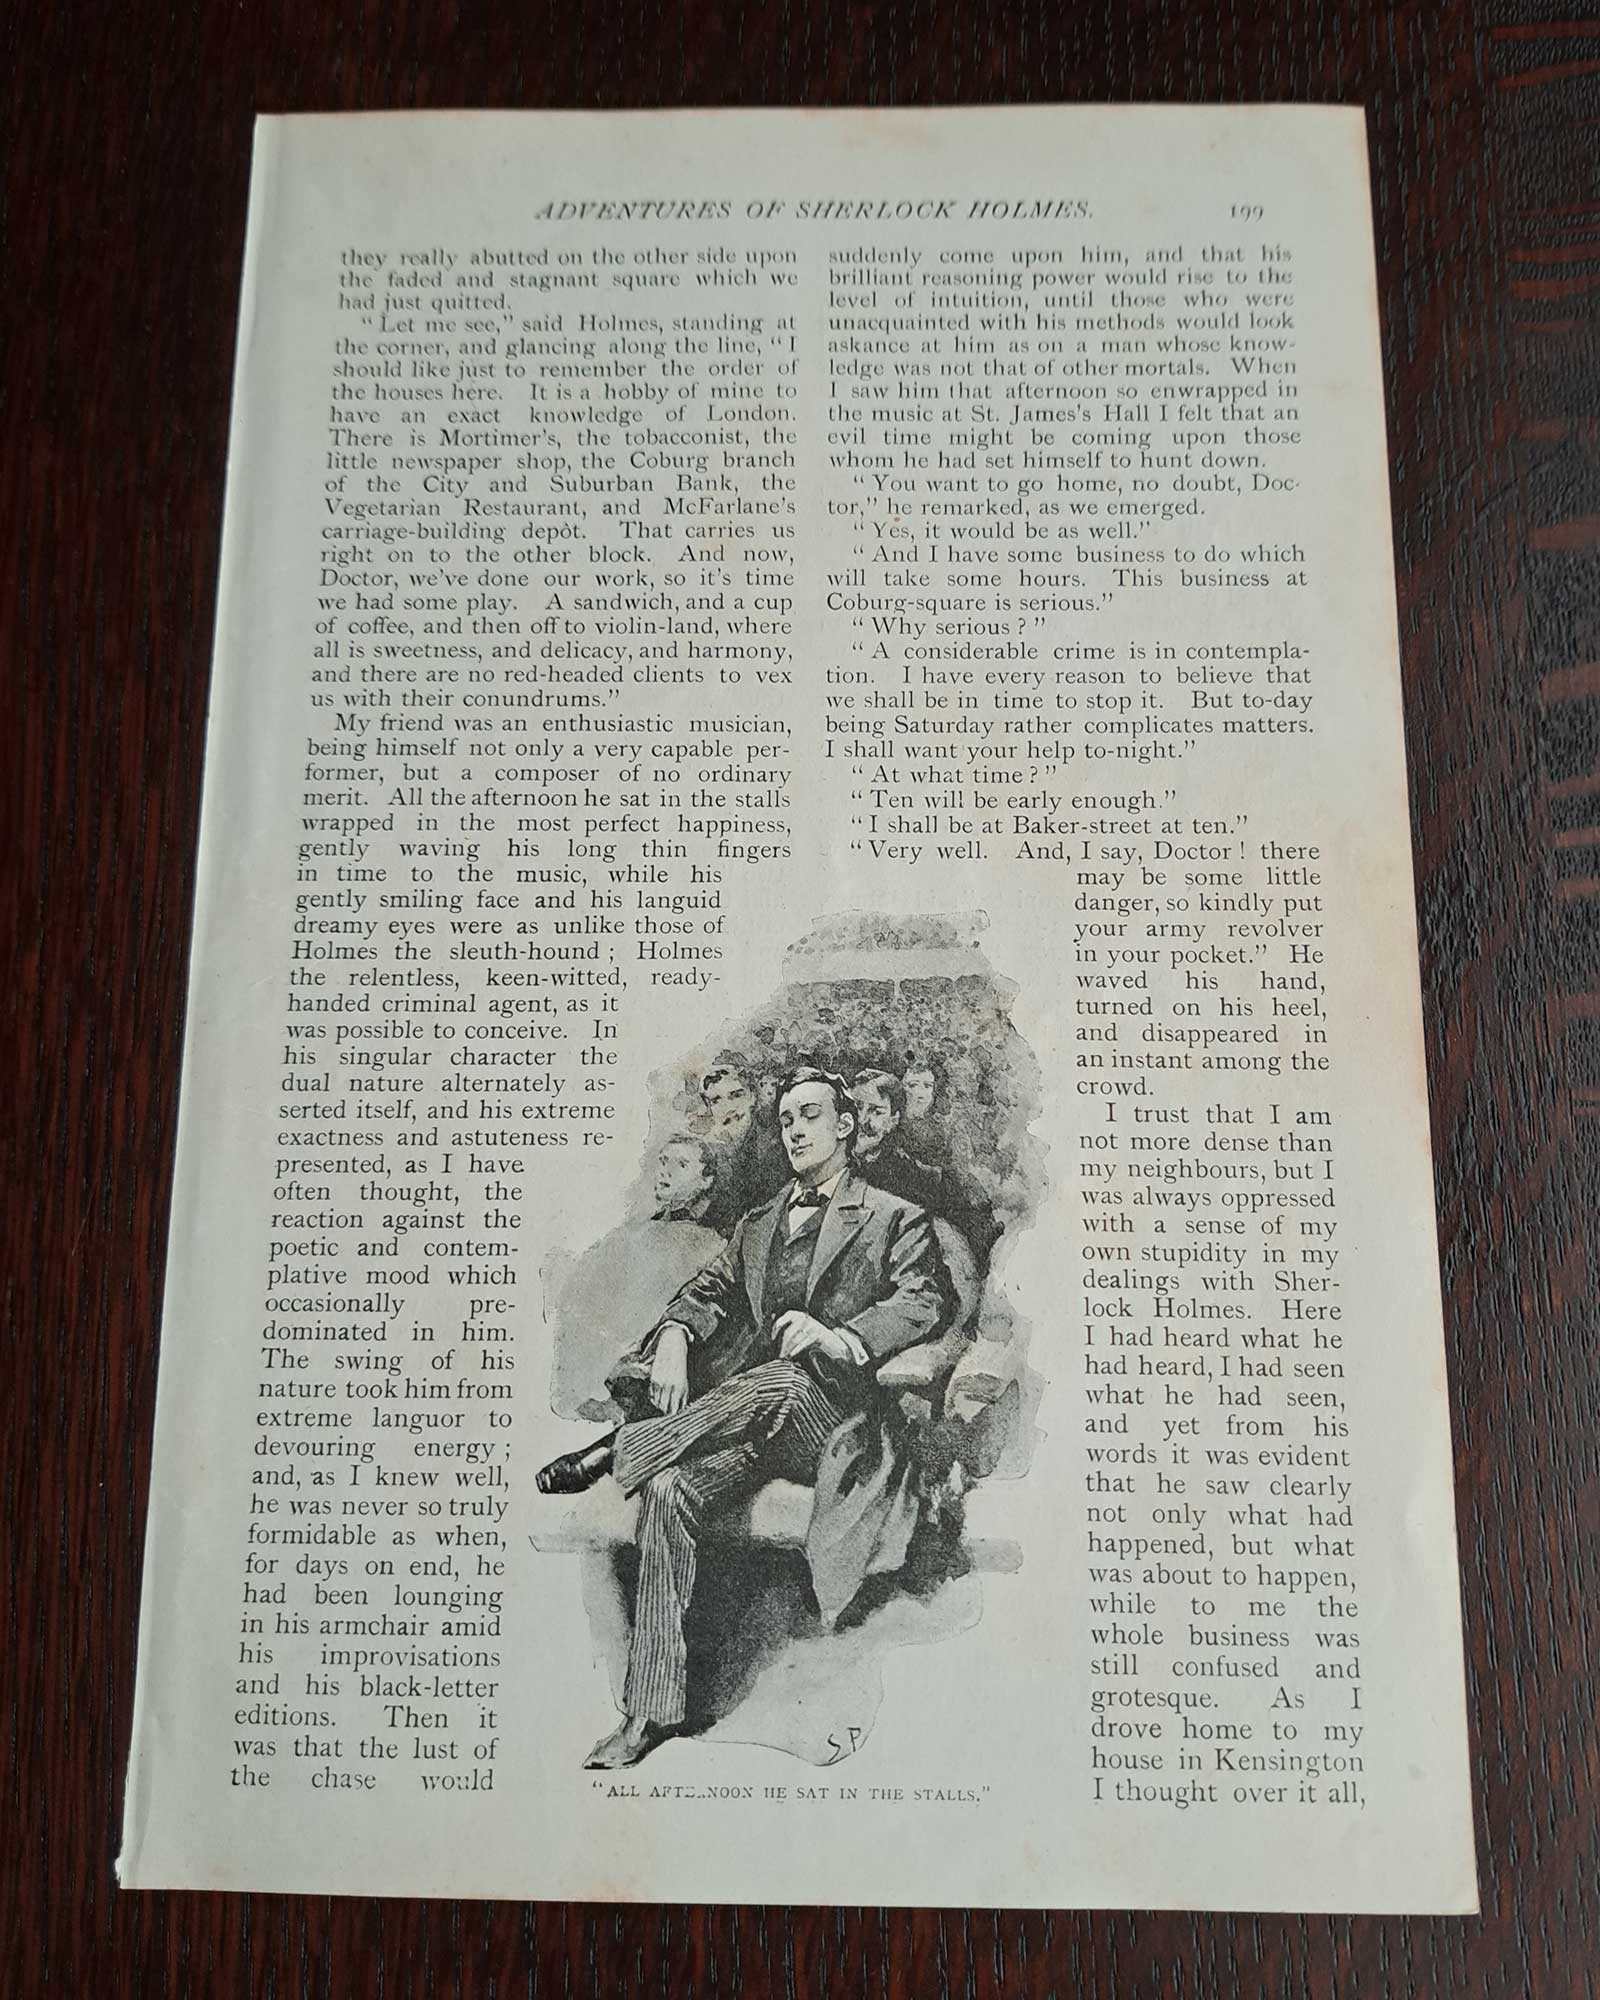 ADVENTURES OF SHERLOCK HOLMES.
199
they really abutted on the other side upon
the faded and stagnant square which we
had just quitted.
“Let me see,” said Holmes, standing at
the corner, and glancing along the line, “I
should like just to remember the order of
the houses here. It is a hobby of mine to
have an exact knowledge of London.
There is Mortimer’s, the tobacconist, the
little newspaper shop, the Coburg branch
of the City and Suburban Bank, the
Vegetarian Restaurant, and McFarlane’s
carriage-building depôt. That carries us
right on to the other block. And now,
Doctor, we’ve done our work, so it’s time
we had some play. A sandwich, and a cup
of coffee, and then off to violin-land, where
all is sweetness, and delicacy, and harmony,
and there are no red-headed clients to vex
us with their conundrums.”
My friend was an enthusiastic musician,
being himself not only a very capable per-
former, but a composer of no ordinary
merit. All the afternoon he sat in the stalls
wrapped in the most perfect happiness,
gently waving his long thin fingers
in time to the music, while his
gently smiling face and his languid
dreamy eyes were as unlike those of
Holmes the sleuth-hound ; Holmes
the relentless, keen-witted, ready-
handed criminal agent, as it
was possible to conceive. In
his singular character the
dual nature alternately as-
serted itself, and his extreme
exactness and astuteness re-
presented, as I have
often thought, the
reaction against the
poetic and contem-
plative mood which
occasionally pre-
dominated in him.
The swing of his
nature took him from
extreme languor to
devouring energy ;
and, as I knew well,
he was never so truly
formidable as when,
for days on end, he
had been lounging
in his armchair amid
his improvisations
and his black-letter
editions. Then it
was that the lust of
the chase would
suddenly come upon him, and that his
brilliant reasoning power would rise to the
level of intuition, until those who were
unacquainted with his methods would look
askance at him as on a man whose know-
ledge was not that of other mortals. When
I saw him that afternoon so enwrapped in
the music at St. James’s Hall I felt that an
evil time might be coming upon those
whom he had set himself to hunt down.
“You want to go home, no doubt, Doc-
tor,” he remarked, as we emerged.
“Yes, it would be as well.”
“And I have some business to do which
will take some hours. This business at
Coburg-square is serious.”
“Why serious ?”
“A considerable crime is in contempla-
tion. I have every reason to believe that
we shall be in time to stop it. But to-day
being Saturday rather complicates matters.
I shall want your help to-night.”
“At what time ?”
“Ten will be early enough.”
“I shall be at Baker-street at ten.”
“Very well. And, I say, Doctor ! there
may be some little
danger, so kindly put
your army revolver
in your pocket.” He
waved his hand,
turned on his heel,
and disappeared in
an instant among the
crowd.
I trust that I am
not more dense than
my neighbours, but I
was always oppressed
with a sense of my
own stupidity in my
dealings with Sher-
lock Holmes. Here
I had heard what he
had heard, I had seen
what he had seen,
and yet from his
words it was evident
that he saw clearly
not only what had
happened, but what
was about to happen,
while to me the
whole business was
still confused and
grotesque. As I
drove home to my
house in Kensington
I thought over it all,
SP
“ALL AFTERNOON HE SAT IN THE STALLS.”